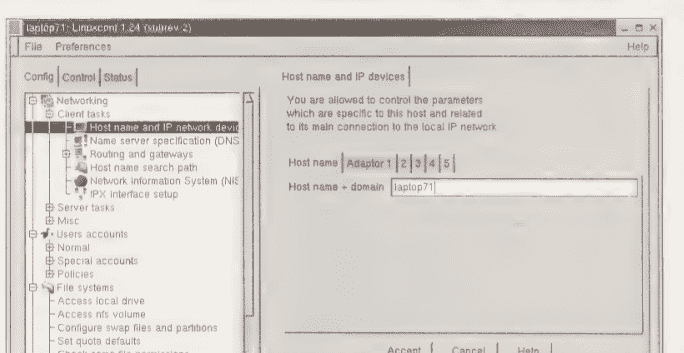 laptop71: Linuxconf 1.24 (subrev 2)
File Preferences Help
Config Control Status
Networking
Client tasks
Host name and IP network devic
Name server specification (DNS
Routing and gateways
Host name search path
Network Information System (NIS
IPX interface setup
Server tasks
Misc
Users accounts
Normal
Special accounts
Policies
File systems
Access local drive
Access nfs volume
Configure swap files and partitions
Set quota defaults
Check some file permissions
Host name and IP devices
You are allowed to control the parameters
which are specific to this host and related
to its main connection to the local IP network
Host name Adaptor 1 2 3 4 5
Host name + domain laptop71
Accept Cancel Help